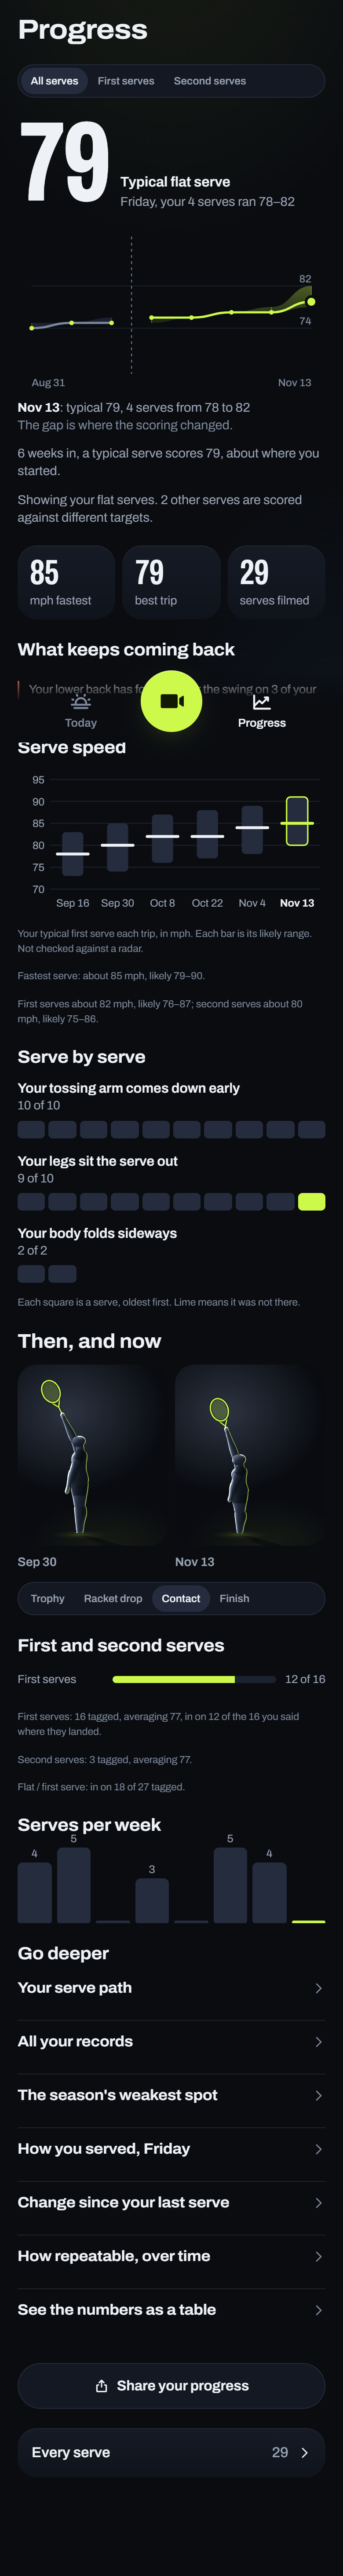 Progress
All serves First serves Second serves
79
Typical flat serve
Friday, your 4 serves ran 78–82
82
74
Aug 31 Nov 13
Nov 13: typical 79, 4 serves from 78 to 82
The gap is where the scoring changed.
6 weeks in, a typical serve scores 79, about where you
started.
Showing your flat serves. 2 other serves are scored
against different targets.
85 79 29
mph fastest best trip serves filmed
What keeps coming back
Your lower back has the swing on 3 of your
Today Progress
Serve speed
95
90
85
80
75
70
Sep 16 Sep 30 Oct 8 Oct 22 Nov 4 Nov 13
Your typical first serve each trip, in mph. Each bar is its likely range.
Not checked against a radar.
Fastest serve: about 85 mph, likely 79–90.
First serves about 82 mph, likely 76–87; second serves about 80
mph, likely 75–86.
Serve by serve
Your tossing arm comes down early
10 of 10
Your legs sit the serve out
9 of 10
Your body folds sideways
2 of 2
Each square is a serve, oldest first. Lime means it was not there.
Then, and now
Sep 30 Nov 13
Trophy Racket drop Contact Finish
First and second serves
First serves 12 of 16
First serves: 16 tagged, averaging 77, in on 12 of the 16 you said
where they landed.
Second serves: 3 tagged, averaging 77.
Flat / first serve: in on 18 of 27 tagged.
Serves per week
4 5 3 5 4
Go deeper
Your serve path
All your records
The season's weakest spot
How you served, Friday
Change since your last serve
How repeatable, over time
See the numbers as a table
Share your progress
Every serve 29